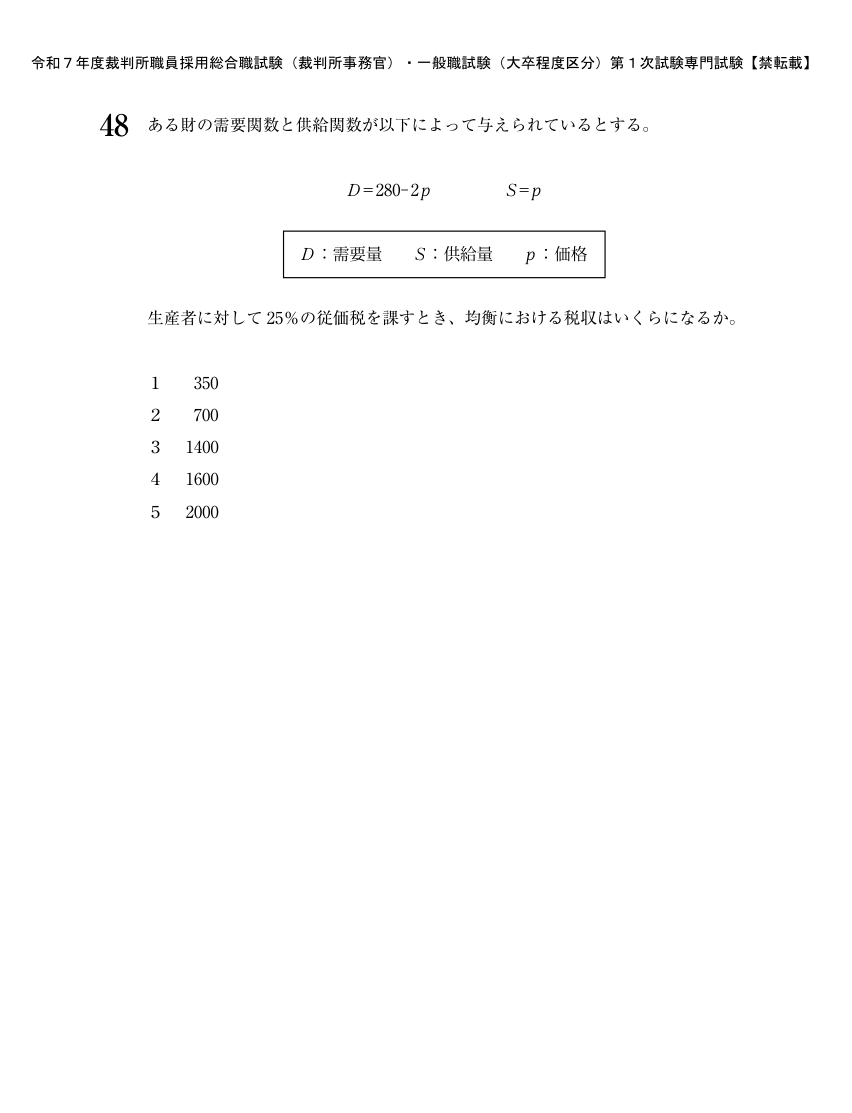 令和７年度裁判所職員採用総合職試験（裁判所事務官）・一般職試験（大卒程度区分）第１次試験専門試験【禁転載】
48 ある財の需要関数と供給関数が以下によって与えられているとする。
D=280-2p S=p
D：需要量 S：供給量 p：価格
生産者に対して 25％の従価税を課すとき、均衡における税収はいくらになるか。
1 350
2 700
3 1400
4 1600
5 2000